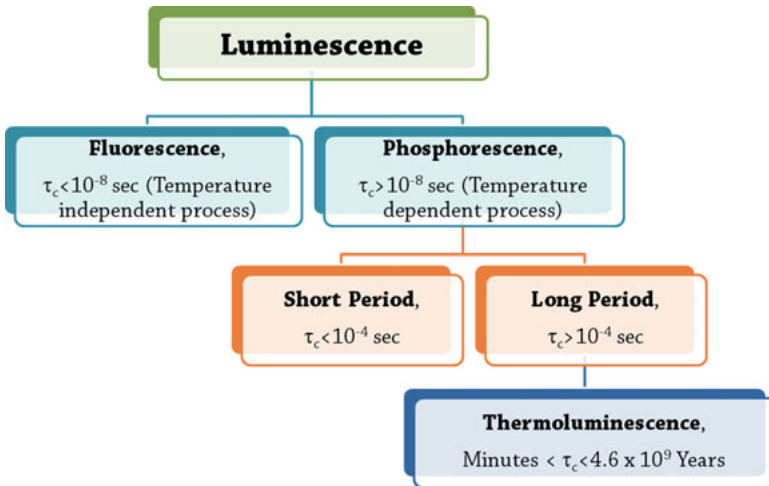 Luminescence
Fluorescence,
τc<10⁻⁸ sec (Temperature
independent process)
Phosphorescence,
τc>10⁻⁸ sec (Temperature
dependent process)
Short Period,
τc<10⁻⁴ sec
Long Period,
τc>10⁻⁴ sec
Thermoluminescence,
Minutes < τc<4.6 x 10⁹ Years